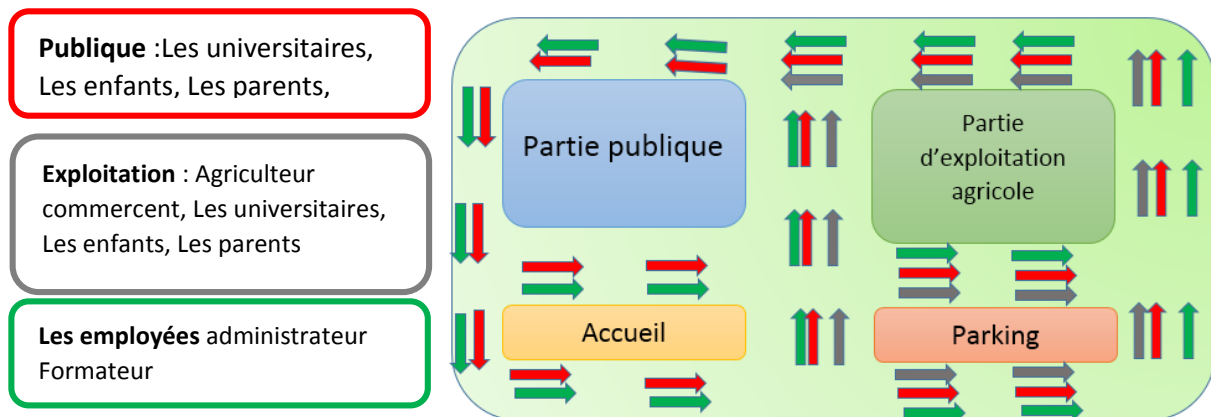 Publique :Les universitaires,
Les enfants, Les parents,
Exploitation : Agriculteur
commercent, Les universitaires,
Les enfants, Les parents
Les employées administrateur
Formateur
Partie publique
Partie
d’exploitation
agricole
Accueil
Parking